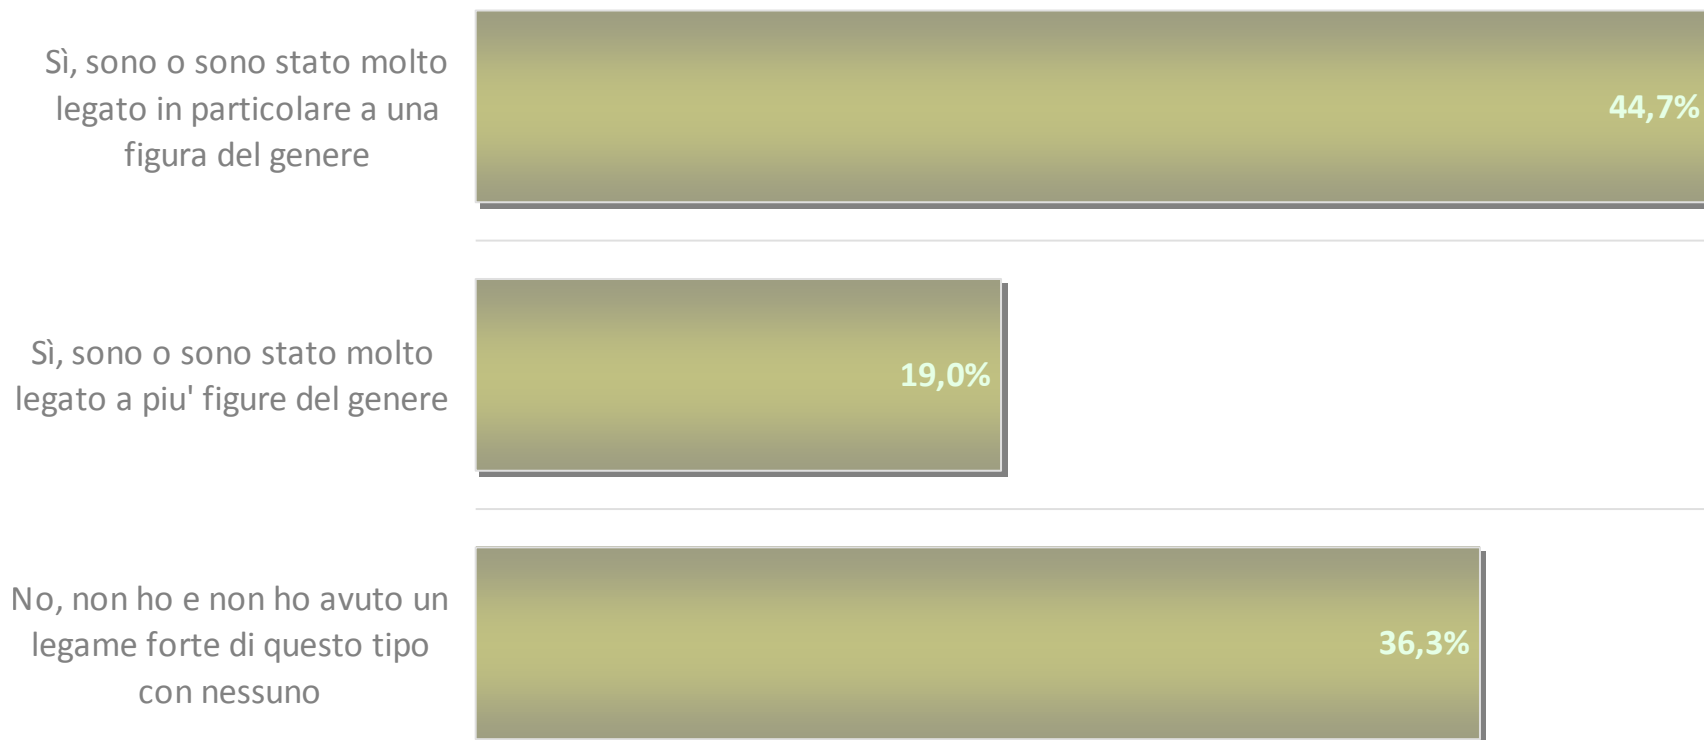 Sì, sono o sono stato molto
legato in particolare a una
figura del genere
44,7%
Sì, sono o sono stato molto
legato a piu' figure del genere
19,0%
No, non ho e non ho avuto un
legame forte di questo tipo
con nessuno
36,3%